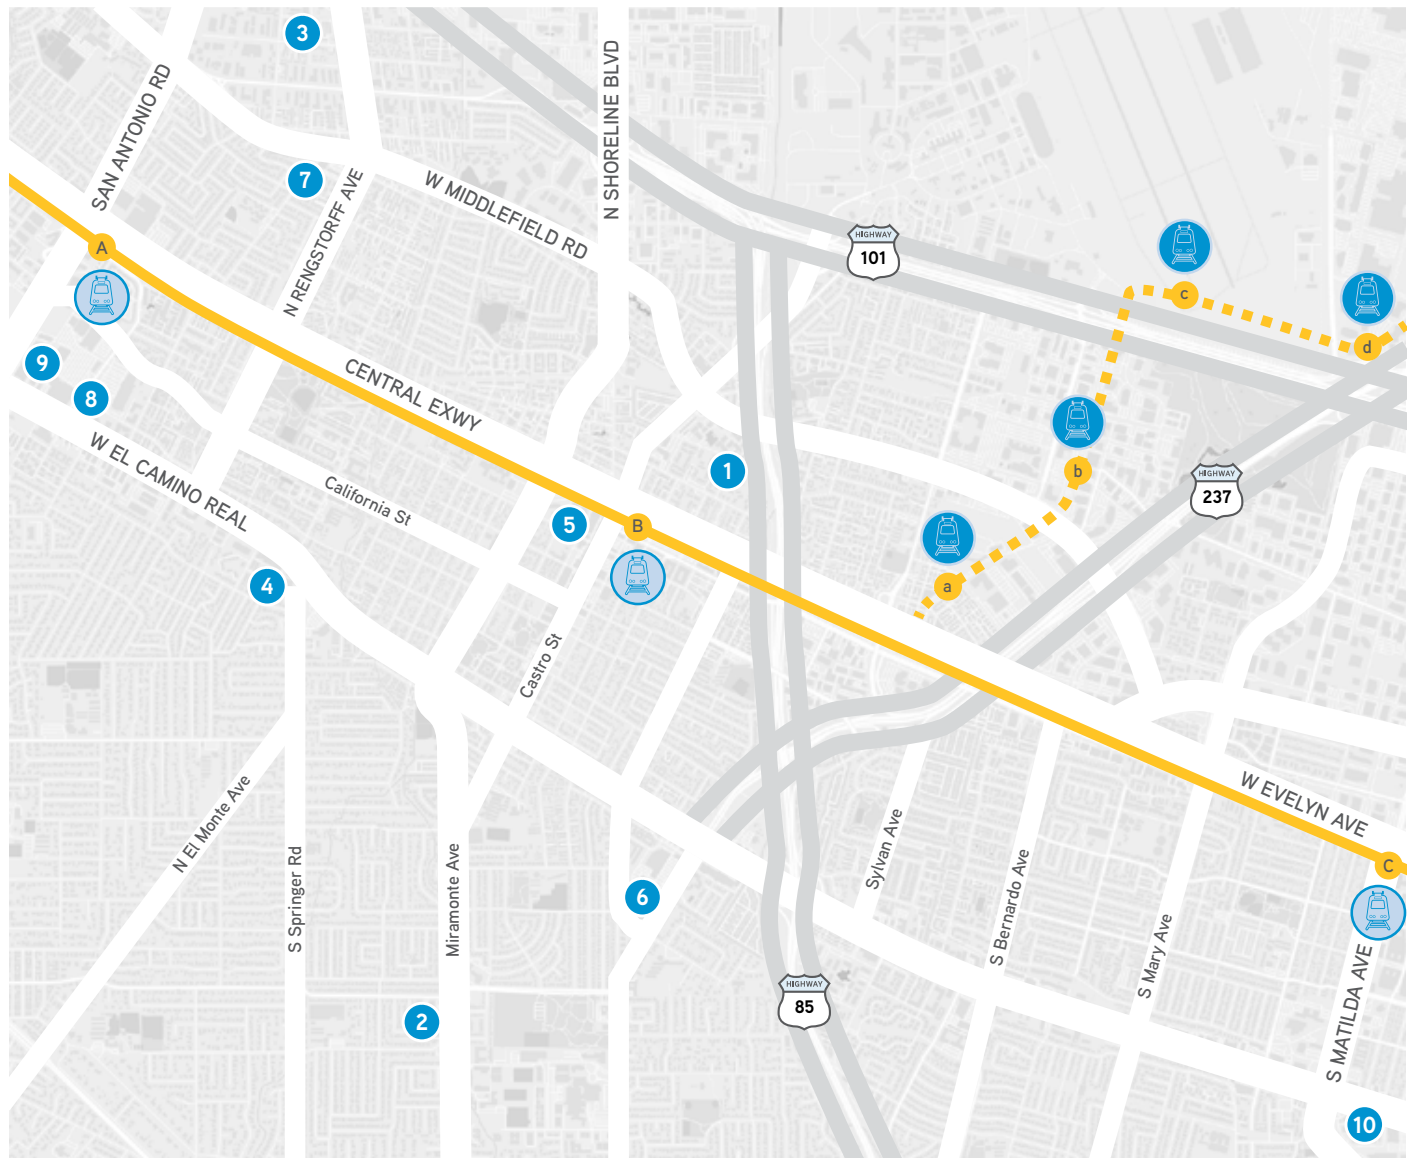 3
SAN ANTONIO RD
N SHORELINE BLVD
7
W MIDDLEFIELD RD
N RENGSTORFF AVE
A
HIGHWAY
101
c
d
9
8
CENTRAL EXWY
W EL CAMINO REAL
California St
1
b
HIGHWAY
237
5
B
4
a
Castro St
W EVELYN AVE
N El Monte Ave
S Springer Rd
Miramonte Ave
6
Sylvan Ave
S Bernardo Ave
S Mary Ave
C
S MATILDA AVE
HIGHWAY
85
2
10